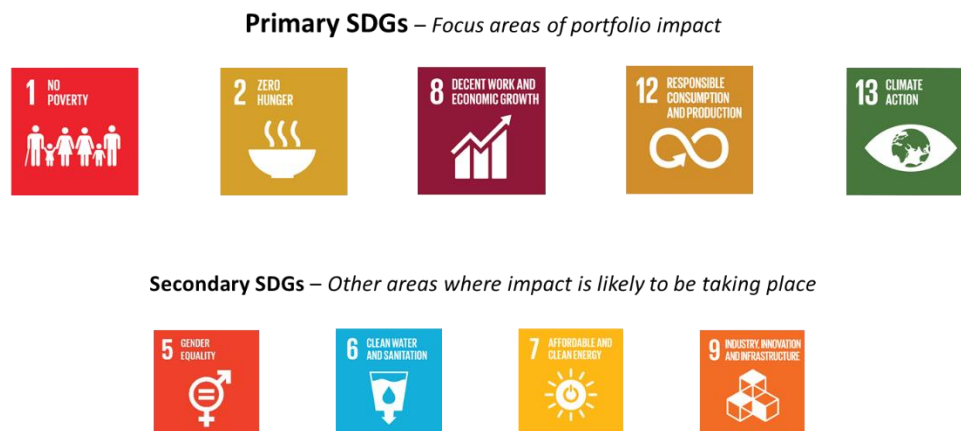 Primary SDGs – Focus areas of portfolio impact
1 NO
POVERTY
2 ZERO
HUNGER
8 DECENT WORK AND
ECONOMIC GROWTH
12 RESPONSIBLE
CONSUMPTION
AND PRODUCTION
13 CLIMATE
ACTION
Secondary SDGs – Other areas where impact is likely to be taking place
5 GENDER
EQUALITY
6 CLEAN WATER
AND SANITATION
7 AFFORDABLE AND
CLEAN ENERGY
9 INDUSTRY, INNOVATION
AND INFRASTRUCTURE